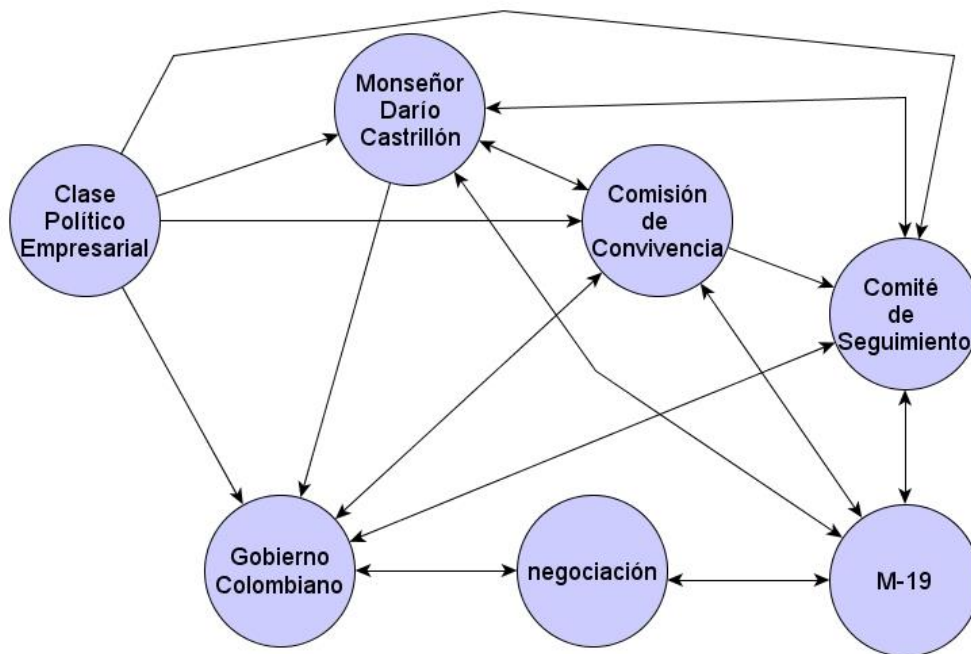 Monseñor
Darío
Castrillón
Clase
Político
Empresarial
Comisión
de
Convivencia
Comité
de
Seguimiento
Gobierno
Colombiano
negociación
M-19